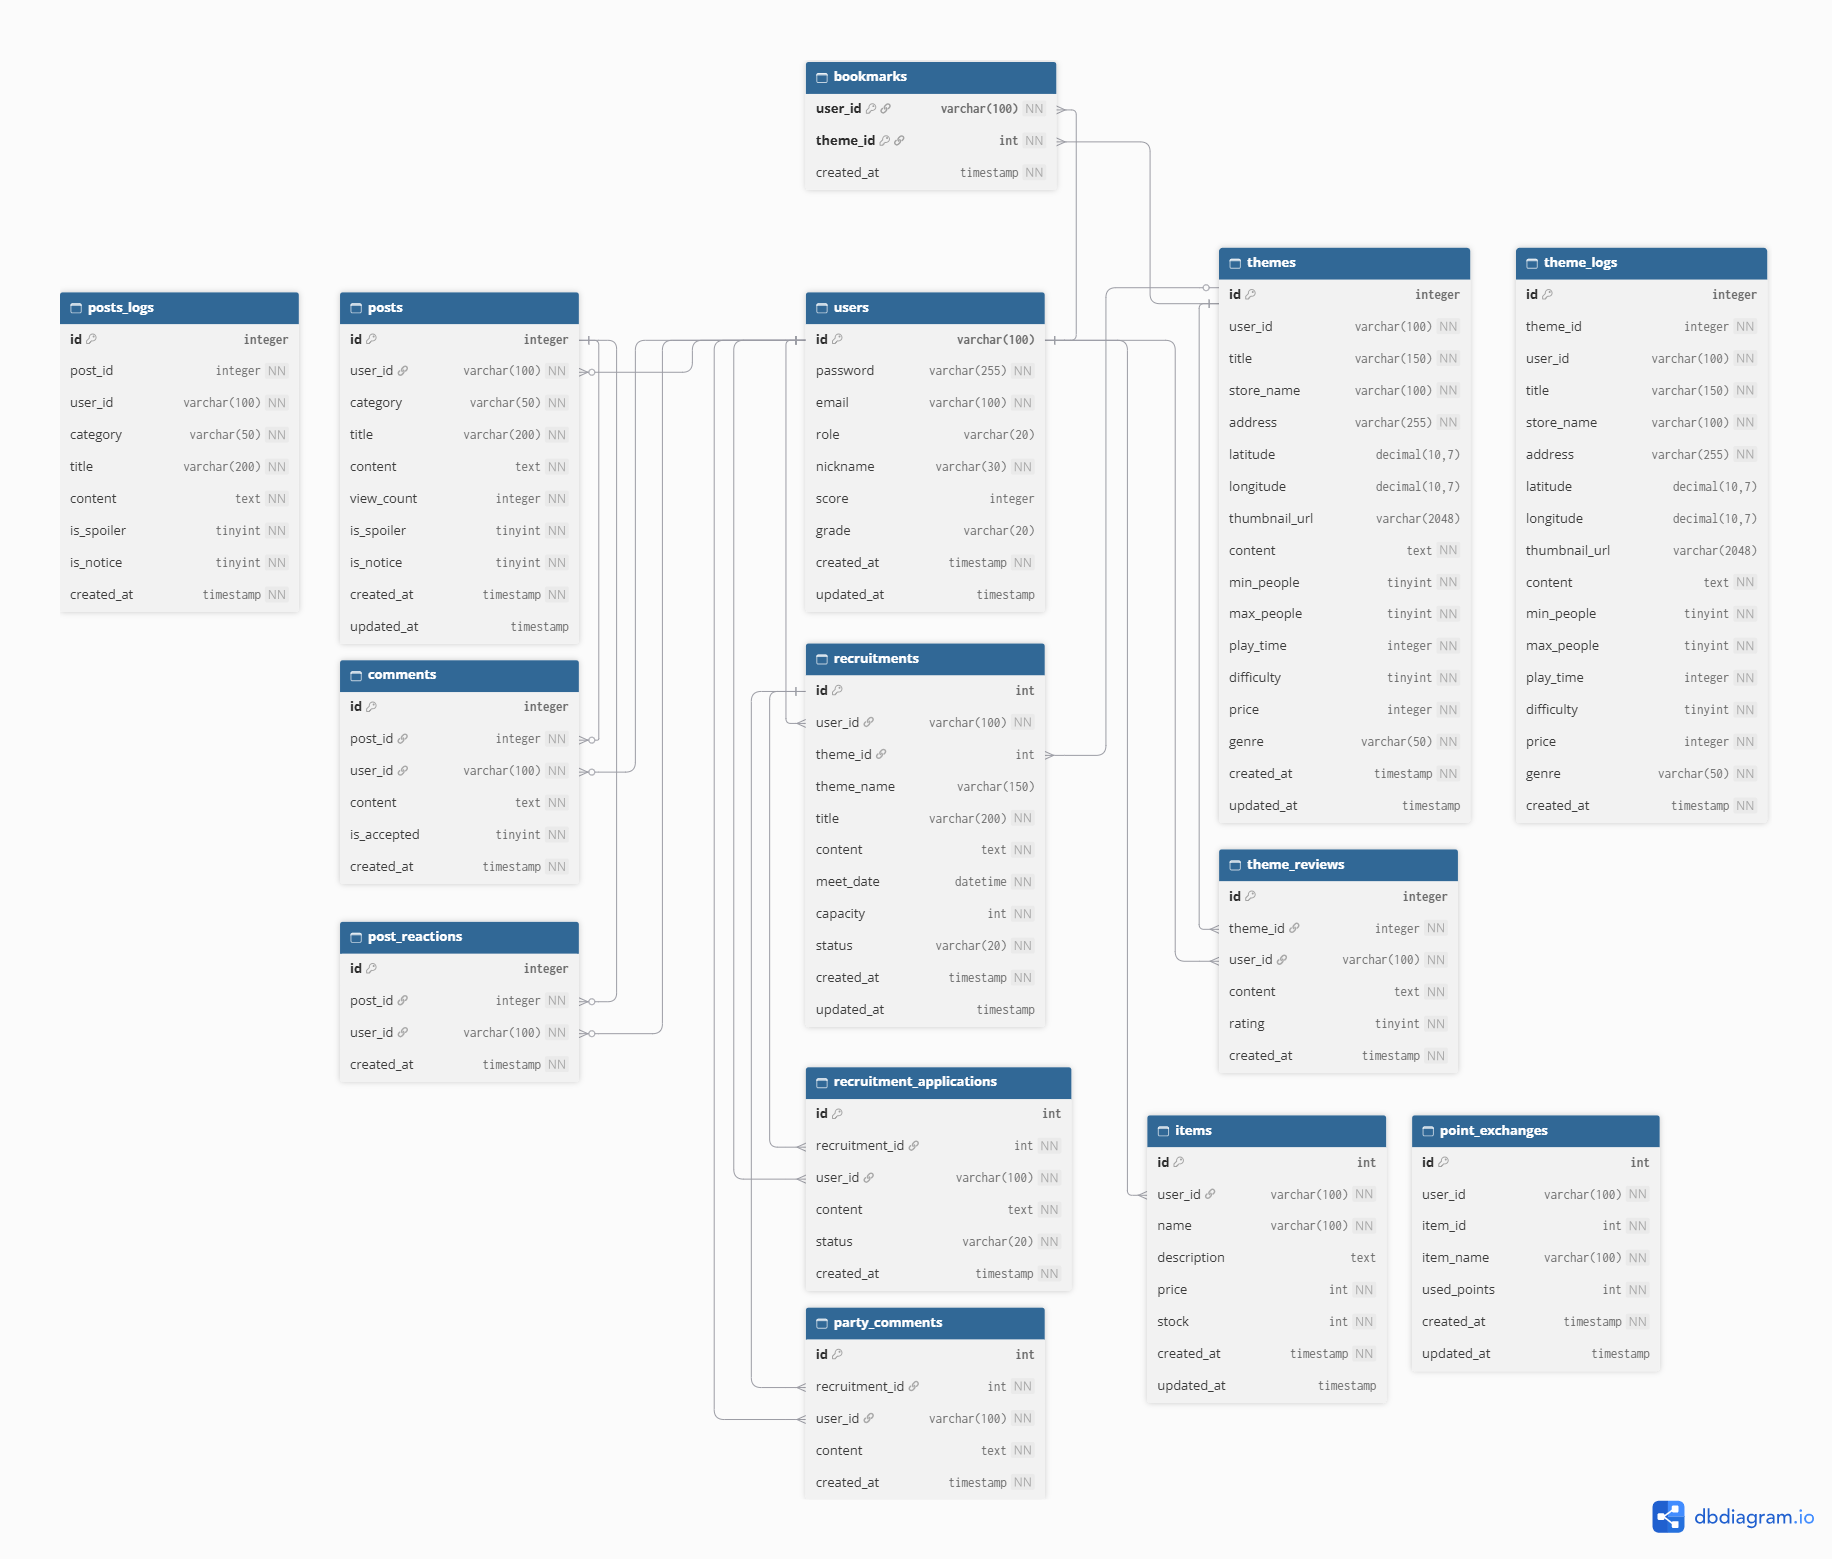 bookmarks
user_id varchar(100) NN
theme_id int NN
created_at timestamp NN
posts_logs
id integer
post_id integer NN
user_id varchar(100) NN
category varchar(50) NN
title varchar(200) NN
content text NN
is_spoiler tinyint NN
is_notice tinyint NN
created_at timestamp NN
posts
id integer
user_id varchar(100) NN
category varchar(50) NN
title varchar(200) NN
content text NN
view_count integer NN
is_spoiler tinyint NN
is_notice tinyint NN
created_at timestamp NN
updated_at timestamp
comments
id integer
post_id integer NN
user_id varchar(100) NN
content text NN
is_accepted tinyint NN
created_at timestamp NN
post_reactions
id integer
post_id integer NN
user_id varchar(100) NN
created_at timestamp NN
users
id varchar(100)
password varchar(255) NN
email varchar(100) NN
role varchar(20)
nickname varchar(30) NN
score integer
grade varchar(20)
created_at timestamp NN
updated_at timestamp
recruitments
id int
user_id varchar(100) NN
theme_id int
theme_name varchar(150)
title varchar(200) NN
content text NN
meet_date datetime NN
capacity int NN
status varchar(20) NN
created_at timestamp NN
updated_at timestamp
recruitment_applications
id int
recruitment_id int NN
user_id varchar(100) NN
content text NN
status varchar(20) NN
created_at timestamp NN
party_comments
id int
recruitment_id int NN
user_id varchar(100) NN
content text NN
created_at timestamp NN
themes
id integer
user_id varchar(100) NN
title varchar(150) NN
store_name varchar(100) NN
address varchar(255) NN
latitude decimal(10,7)
longitude decimal(10,7)
thumbnail_url varchar(2048)
content text NN
min_people tinyint NN
max_people tinyint NN
play_time integer NN
difficulty tinyint NN
price integer NN
genre varchar(50) NN
created_at timestamp NN
updated_at timestamp
theme_logs
id integer
theme_id integer NN
user_id varchar(100) NN
title varchar(150) NN
store_name varchar(100) NN
address varchar(255) NN
latitude decimal(10,7)
longitude decimal(10,7)
thumbnail_url varchar(2048)
content text NN
min_people tinyint NN
max_people tinyint NN
play_time integer NN
difficulty tinyint NN
price integer NN
genre varchar(50) NN
created_at timestamp NN
theme_reviews
id integer
theme_id integer NN
user_id varchar(100) NN
content text NN
rating tinyint NN
created_at timestamp NN
items
id int
user_id varchar(100) NN
name varchar(100) NN
description text
price int NN
stock int NN
created_at timestamp NN
updated_at timestamp
point_exchanges
id int
user_id varchar(100) NN
item_id int NN
item_name varchar(100) NN
used_points int NN
created_at timestamp NN
updated_at timestamp
dbdiagram.io